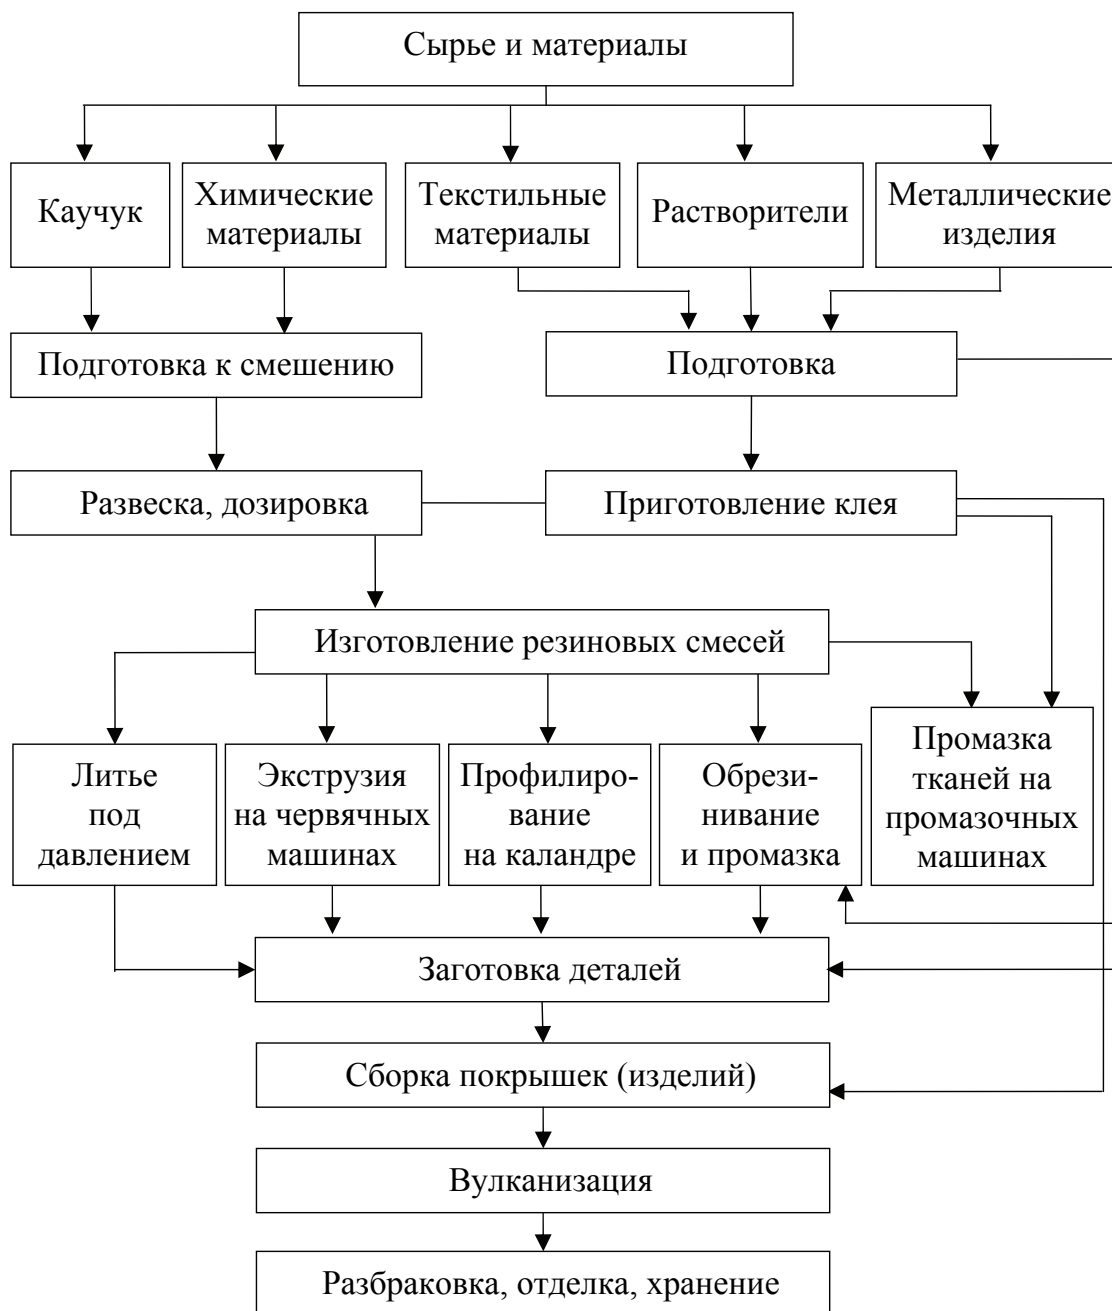 Сырье и материалы
Каучук
Химические
материалы
Текстильные
материалы
Растворители
Металлические
изделия
Подготовка к смешению
Подготовка
Развеска, дозировка
Приготовление клея
Изготовление резиновых смесей
Литье
под
давлением
Экструзия
на червячных
машинах
Профилиро-
вание
на каландре
Обрези-
нивание
и промазка
Промазка
тканей на
промазочных
машинах
Заготовка деталей
Сборка покрышек (изделий)
Вулканизация
Разбраковка, отделка, хранение